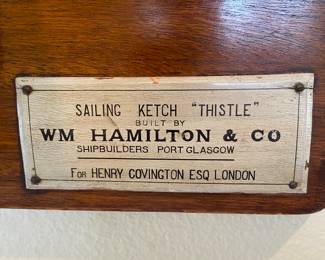 SAILING KETCH "THISTLE"
BUILT BY
WM HAMILTON & CO
SHIPBUILDERS PORT GLASGOW
FOR HENRY COVINGTON ESQ LONDON